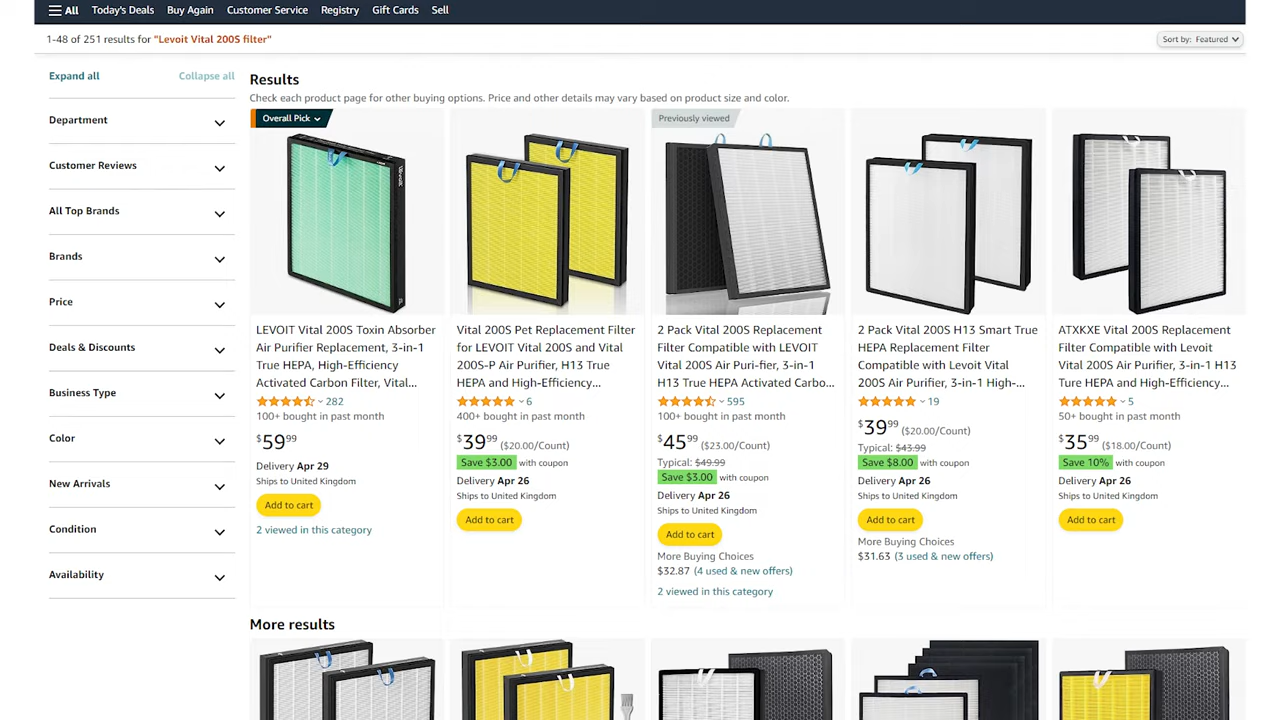 All Today's Deals Buy Again Customer Service Registry Gift Cards Sell
1-48 of 251 results for "Levoit Vital 200S filter"
Sort by: Featured
Expand all Collapse all
Department
Customer Reviews
All Top Brands
Brands
Price
Deals & Discounts
Business Type
Color
New Arrivals
Condition
Availability
Results
Check each product page for other buying options. Price and other details may vary based on product size and color.
Overall Pick
LEVOIT Vital 200S Toxin Absorber
Air Purifier Replacement, 3-in-1
True HEPA, High-Efficiency
Activated Carbon Filter, Vital...
282
100+ bought in past month
$59.99
Delivery Apr 29
Ships to United Kingdom
Add to cart
2 viewed in this category
Vital 200S Pet Replacement Filter
for LEVOIT Vital 200S and Vital
200S-P Air Purifier, H13 True
HEPA and High-Efficiency...
6
400+ bought in past month
$39.99 ($20.00/Count)
Save $3.00 with coupon
Delivery Apr 26
Ships to United Kingdom
Add to cart
Previously viewed
2 Pack Vital 200S Replacement
Filter Compatible with LEVOIT
Vital 200S Air Puri-fier, 3-in-1
H13 True HEPA Activated Carbo...
595
100+ bought in past month
$45.99 ($23.00/Count)
Typical: $49.99
Save $3.00 with coupon
Delivery Apr 26
Ships to United Kingdom
Add to cart
More Buying Choices
$32.87 (4 used & new offers)
2 viewed in this category
2 Pack Vital 200S H13 Smart True
HEPA Replacement Filter
Compatible with Levoit Vital
200S Air Purifier, 3-in-1 High-...
19
$39.99 ($20.00/Count)
Typical: $43.99
Save $8.00 with coupon
Delivery Apr 26
Ships to United Kingdom
Add to cart
More Buying Choices
$31.63 (3 used & new offers)
ATXKXE Vital 200S Replacement
Filter Compatible with Levoit
Vital 200S Air Purifier, 3-in-1 H13
Ture HEPA and High-Efficiency...
5
50+ bought in past month
$35.99 ($18.00/Count)
Save 10% with coupon
Delivery Apr 26
Ships to United Kingdom
Add to cart
More results